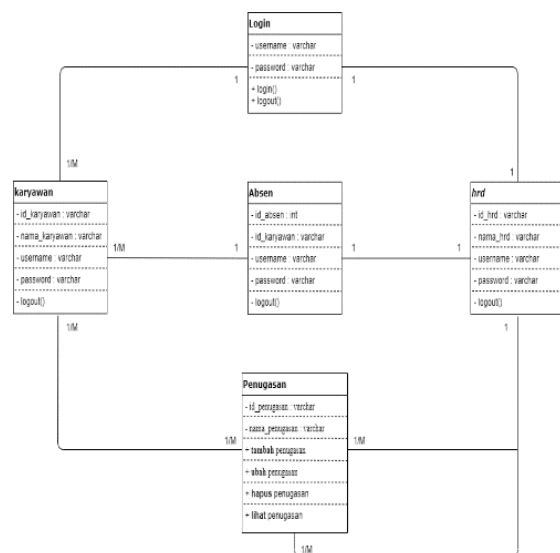 Login
- username : varchar
- password : varchar
+ login()
+ logout()
1
1
1/M
1
karyawan
- id_karyawan : varchar
- nama_karyawan : varchar
- username : varchar
- password : varchar
- logout()
1/M
1
Absen
- id_absen : int
- id_karyawan : varchar
- username : varchar
- password : varchar
- logout()
1
1
hrd
- id_hrd : varchar
- nama_hrd : varchar
- username : varchar
- password : varchar
- logout()
1/M
1
Penugasan
- id_penugasan : varchar
- nama_penugasan : varchar
+ tambah penugasan
+ ubah penugasan
+ hapus penugasan
+ lihat penugasan
1/M
1/M
1/M